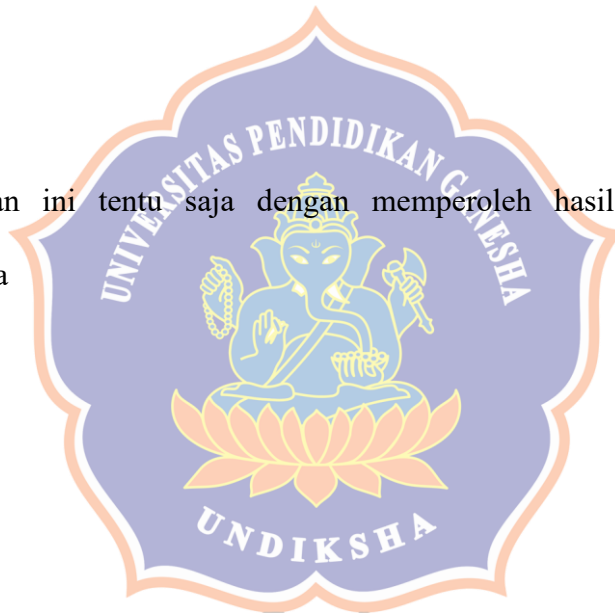 UNIVERSITAS PENDIDIKAN GANESHA
an ini tentu saja dengan memperoleh hasil
a
UNDIKSHA